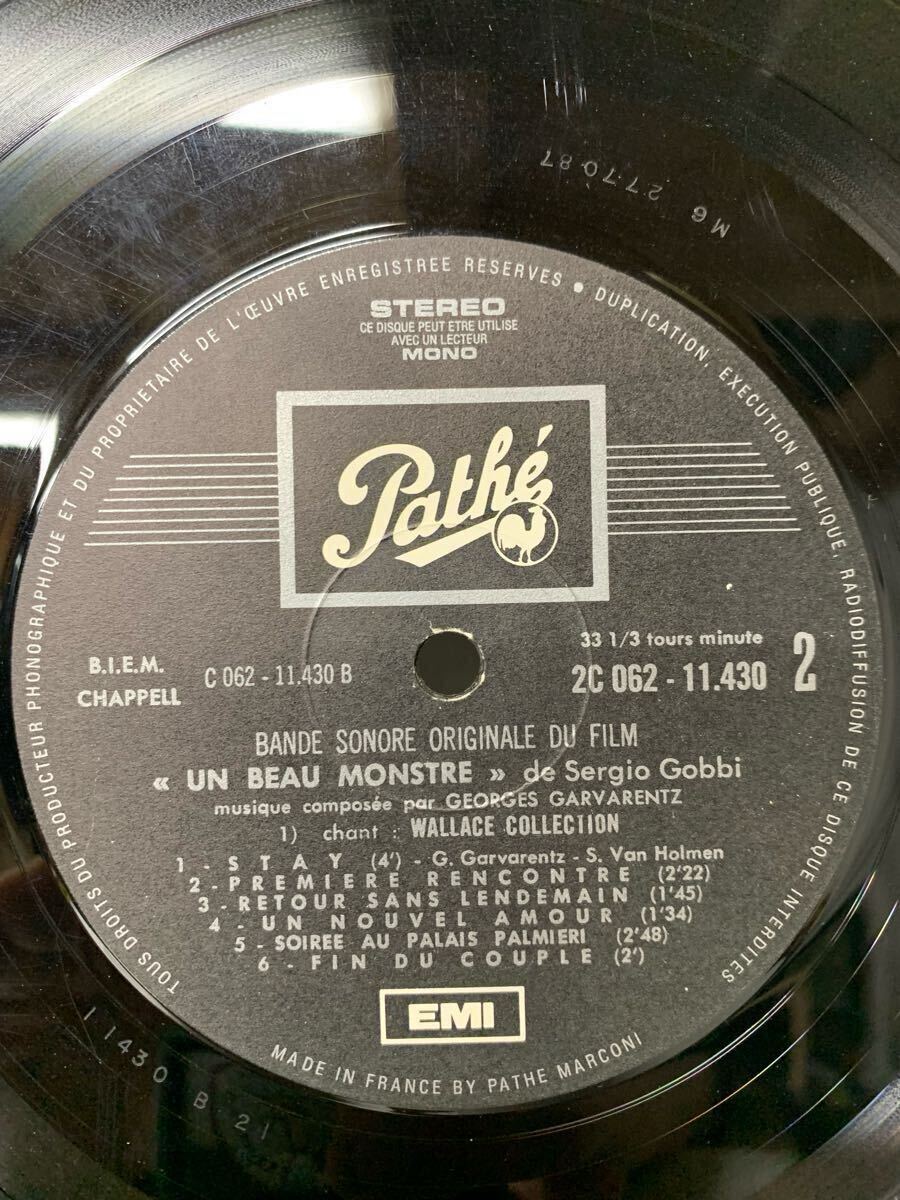 M6 277087
TOUS DROITS DU PRODUCTEUR PHONOGRAPHIQUE ET DU PROPRIETAIRE DE L'ŒUVRE ENREGISTREE RESERVES • DUPLICATION, EXECUTION PUBLIQUE, RADIODIFFUSION DE CE DISQUE INTERDITES
STEREO
CE DISQUE PEUT ETRE UTILISE
AVEC UN LECTEUR
MONO
Pathé
33 1/3 tours minute
B.I.E.M.
CHAPPELL
C 062 - 11.430 B
2C 062 - 11.430
2
BANDE SONORE ORIGINALE DU FILM
« UN BEAU MONSTRE » de Sergio Gobbi
musique composée par GEORGES GARVARENTZ
1) chant : WALLACE COLLECTION
1 - STAY (4') - G. Garvarentz - S. Van Holmen
2 - PREMIERE RENCONTRE (2'22)
3 - RETOUR SANS LENDEMAIN (1'45)
4 - UN NOUVEL AMOUR (1'34)
5 - SOIREE AU PALAIS PALMIERI (2'48)
6 - FIN DU COUPLE (2')
EMI
MADE IN FRANCE BY PATHE MARCONI
11430 B 21